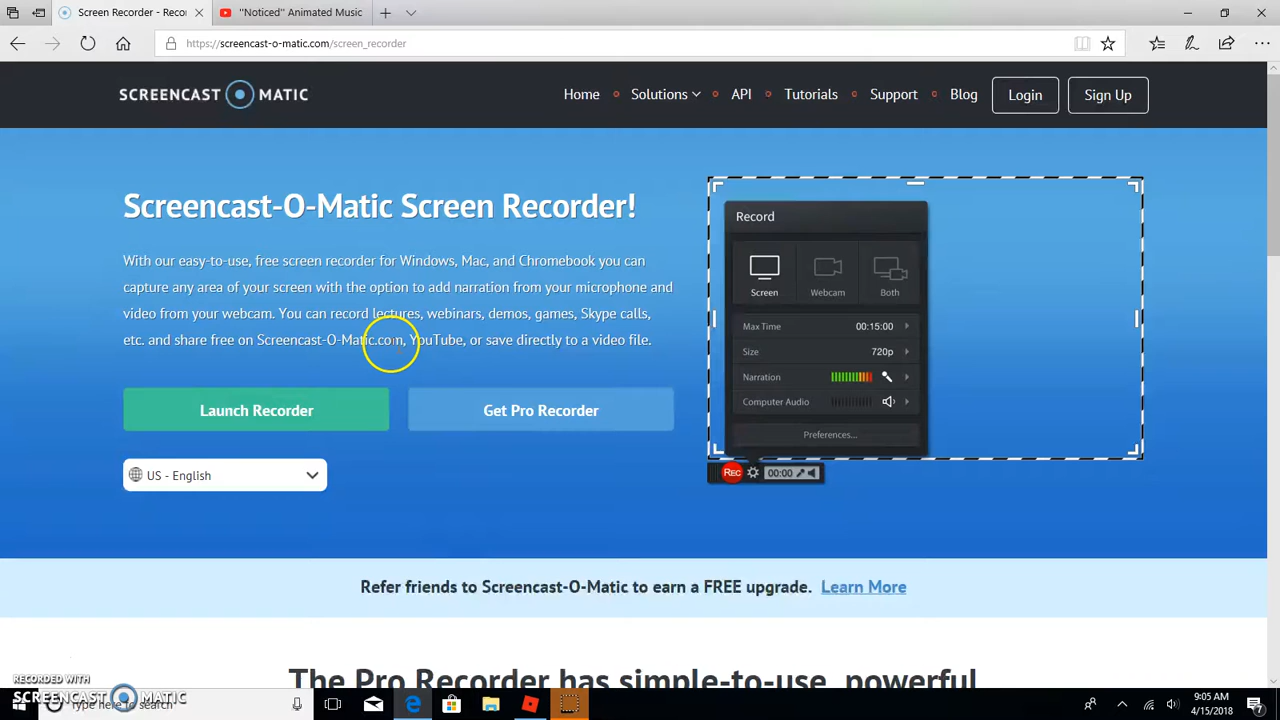 Screen Recorder - Recor
"Noticed" Animated Music
https://screencast-o-matic.com/screen_recorder
SCREENCAST MATIC
Home
Solutions
API
Tutorials
Support
Blog
Login
Sign Up
Screencast-O-Matic Screen Recorder!
With our easy-to-use, free screen recorder for Windows, Mac, and Chromebook you can
capture any area of your screen with the option to add narration from your microphone and
video from your webcam. You can record lectures, webinars, demos, games, Skype calls,
etc. and share free on Screencast-O-Matic.com, YouTube, or save directly to a video file.
Launch Recorder
Get Pro Recorder
US - English
Record
Screen
Webcam
Both
Max Time 00:15:00
Size 720p
Narration
Computer Audio
Preferences...
REC 00:00
Refer friends to Screencast-O-Matic to earn a FREE upgrade. Learn More
The Pro Recorder has simple-to-use, powerful
RECORDED WITH
SCREENCAST MATIC
Type here to search
9:05 AM
4/15/2018